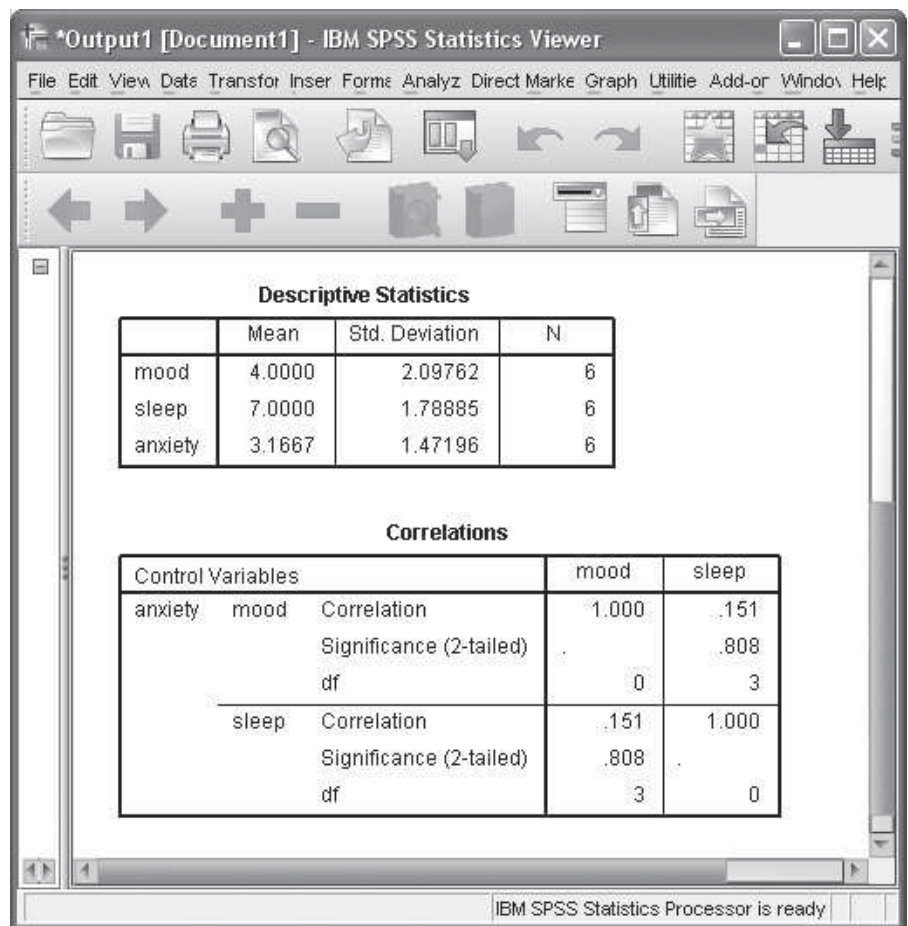 *Output1 [Document1] - IBM SPSS Statistics Viewer
File Edit View Data Transfor Inser Forma Analyz Direct Marke Graph Utilitie Add-or Window Help
Descriptive Statistics
Mean Std. Deviation N
mood 4.0000 2.09762 6
sleep 7.0000 1.78885 6
anxiety 3.1667 1.47196 6
Correlations
Control Variables mood sleep
anxiety mood Correlation 1.000 .151
Significance (2-tailed) . .808
df 0 3
sleep Correlation .151 1.000
Significance (2-tailed) .808 .
df 3 0
IBM SPSS Statistics Processor is ready